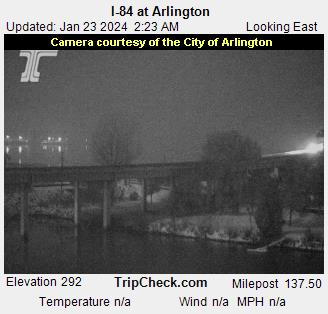 I-84 at Arlington
Updated: Jan 23 2024 2:23 AM Looking East
Camera courtesy of the City of Arlington
Elevation 292 TripCheck.com Milepost 137.50
Temperature n/a Wind n/a MPH n/a